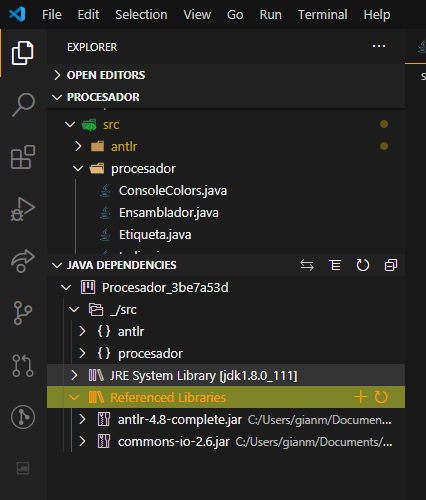 File Edit Selection View Go Run Terminal Help
EXPLORER
OPEN EDITORS
PROCESADOR
src
antlr
procesador
ConsoleColors.java
Ensamblador.java
Etiqueta.java
JAVA DEPENDENCIES
Procesador_3be7a53d
_/src
{ } antlr
{ } procesador
JRE System Library [jdk1.8.0_111]
Referenced Libraries
antlr-4.8-complete.jar C:/Users/gianm/Documen...
commons-io-2.6.jar C:/Users/gianm/Documents/...